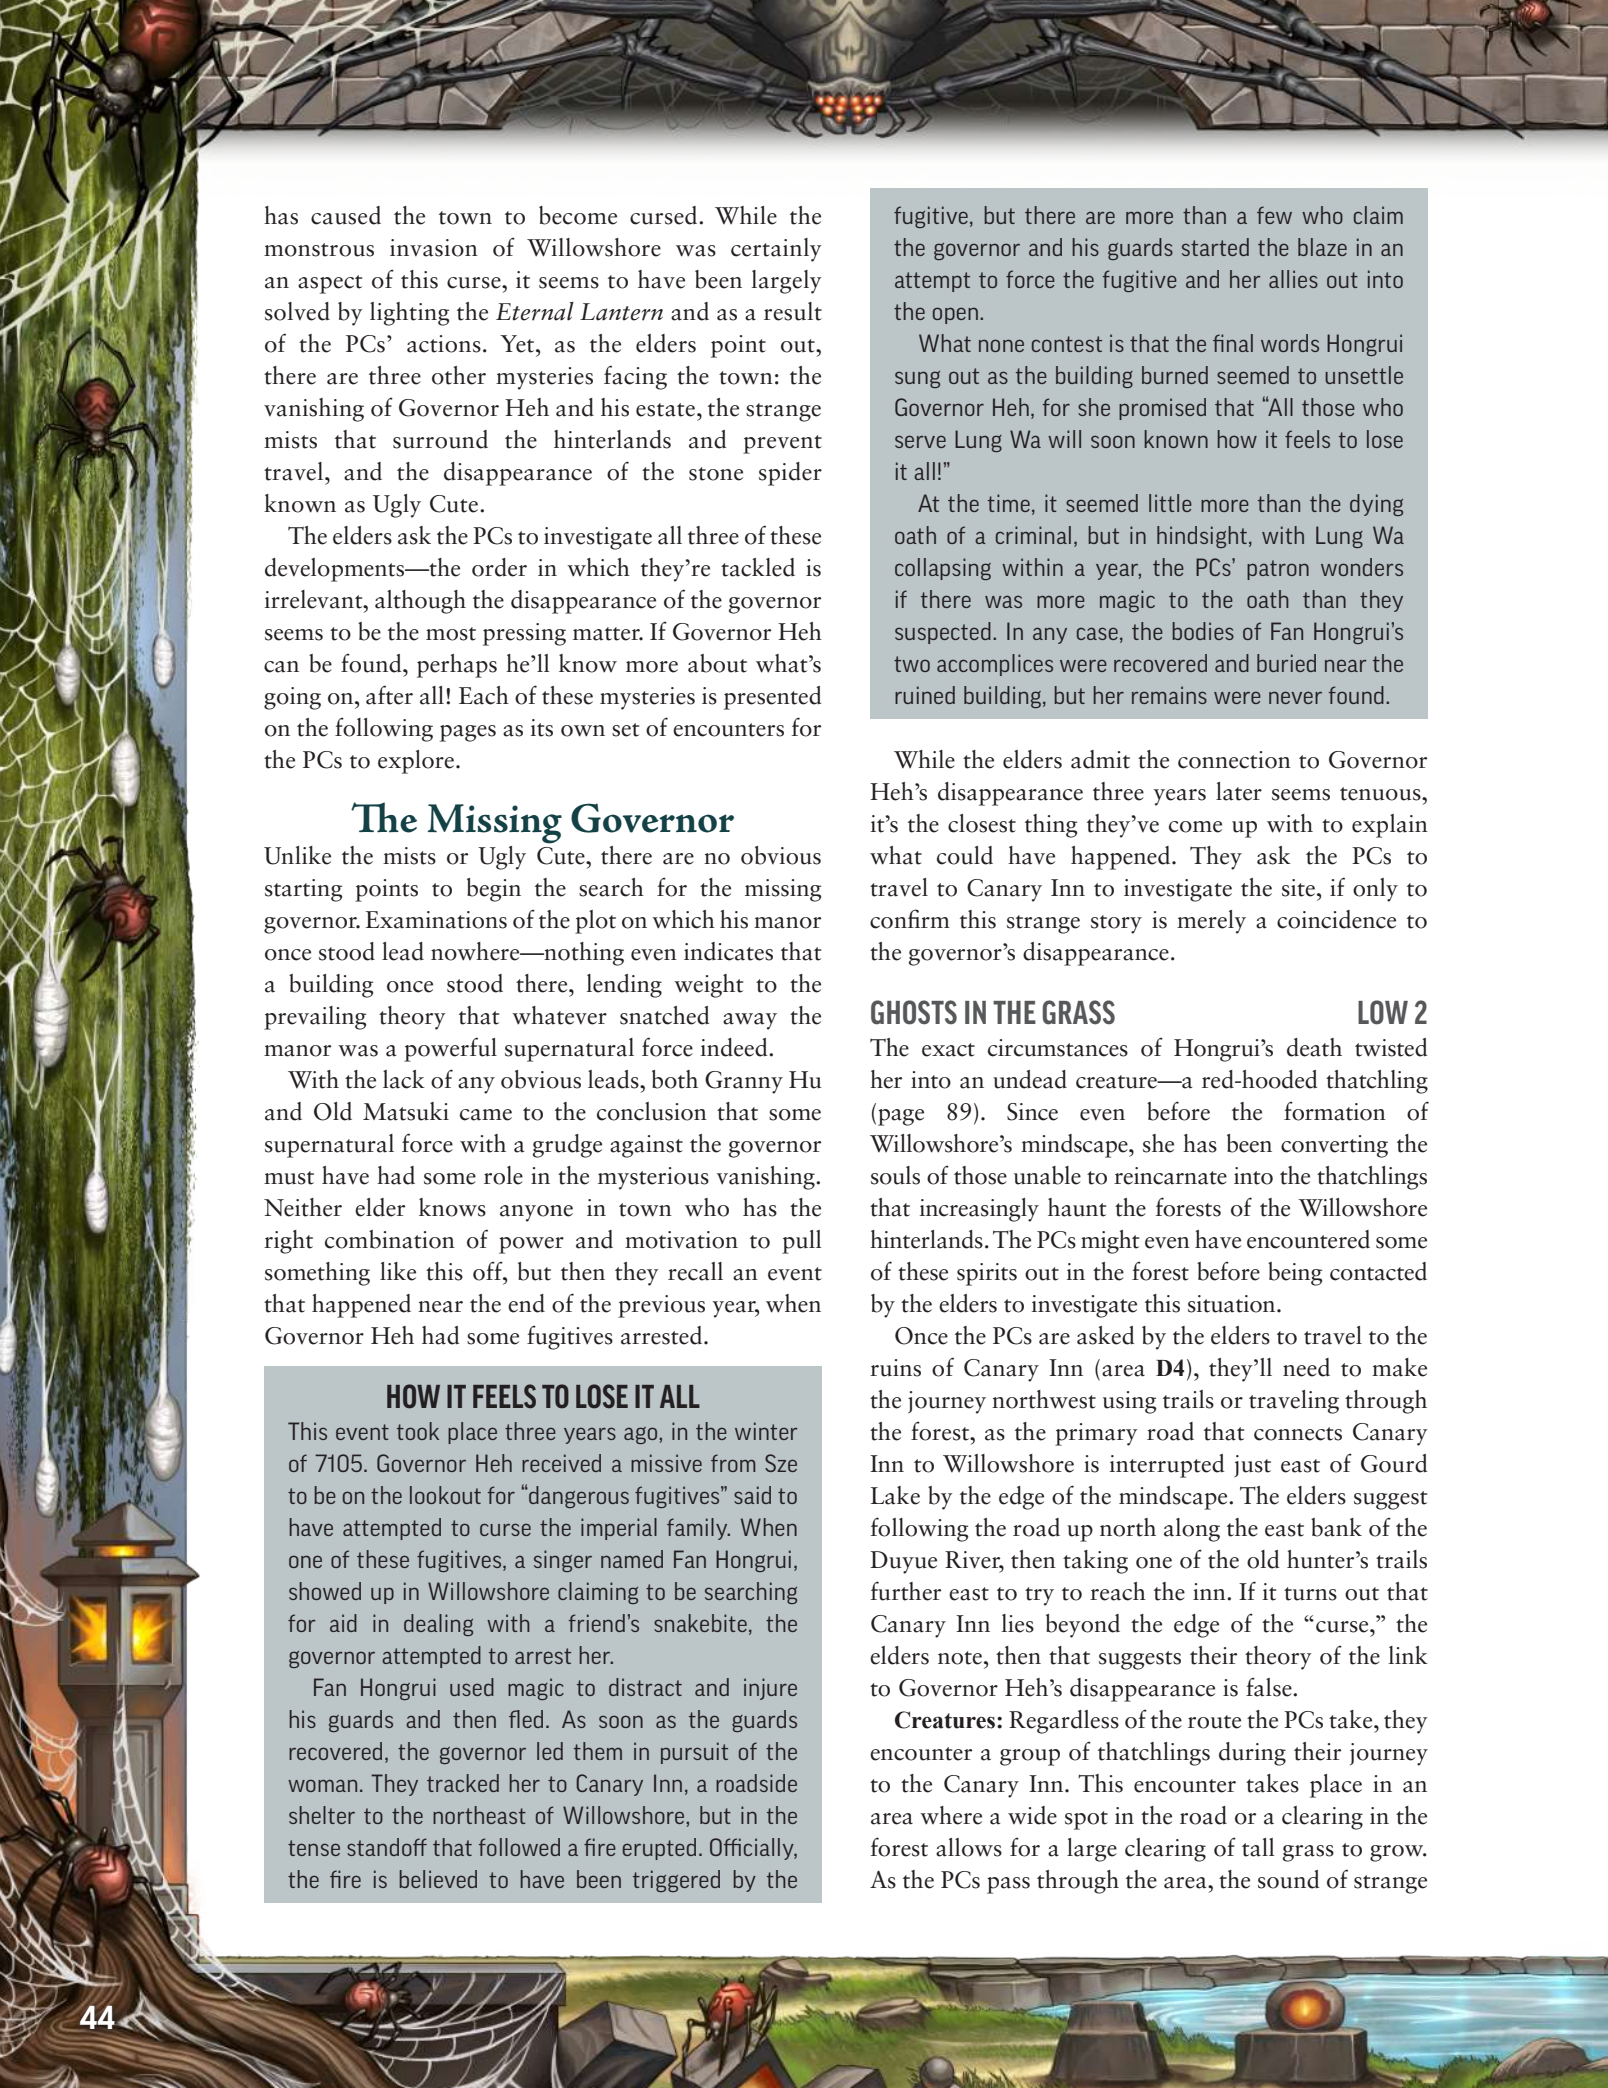 has caused the town to become cursed. While the
monstrous invasion of Willowshore was certainly
an aspect of this curse, it seems to have been largely
solved by lighting the Eternal Lantern and as a result
of the PCs’ actions. Yet, as the elders point out,
there are three other mysteries facing the town: the
vanishing of Governor Heh and his estate, the strange
mists that surround the hinterlands and prevent
travel, and the disappearance of the stone spider
known as Ugly Cute.
The elders ask the PCs to investigate all three of these
developments—the order in which they’re tackled is
irrelevant, although the disappearance of the governor
seems to be the most pressing matter. If Governor Heh
can be found, perhaps he’ll know more about what’s
going on, after all! Each of these mysteries is presented
on the following pages as its own set of encounters for
the PCs to explore.
The Missing Governor
Unlike the mists or Ugly Cute, there are no obvious
starting points to begin the search for the missing
governor. Examinations of the plot on which his manor
once stood lead nowhere—nothing even indicates that
a building once stood there, lending weight to the
prevailing theory that whatever snatched away the
manor was a powerful supernatural force indeed.
With the lack of any obvious leads, both Granny Hu
and Old Matsuki came to the conclusion that some
supernatural force with a grudge against the governor
must have had some role in the mysterious vanishing.
Neither elder knows anyone in town who has the
right combination of power and motivation to pull
something like this off, but then they recall an event
that happened near the end of the previous year, when
Governor Heh had some fugitives arrested.
HOW IT FEELS TO LOSE IT ALL
This event took place three years ago, in the winter
of 7105. Governor Heh received a missive from Sze
to be on the lookout for “dangerous fugitives” said to
have attempted to curse the imperial family. When
one of these fugitives, a singer named Fan Hongrui,
showed up in Willowshore claiming to be searching
for aid in dealing with a friend’s snakebite, the
governor attempted to arrest her.
Fan Hongrui used magic to distract and injure
his guards and then fled. As soon as the guards
recovered, the governor led them in pursuit of the
woman. They tracked her to Canary Inn, a roadside
shelter to the northeast of Willowshore, but in the
tense standoff that followed a fire erupted. Officially,
the fire is believed to have been triggered by the
fugitive, but there are more than a few who claim
the governor and his guards started the blaze in an
attempt to force the fugitive and her allies out into
the open.
What none contest is that the final words Hongrui
sung out as the building burned seemed to unsettle
Governor Heh, for she promised that “All those who
serve Lung Wa will soon known how it feels to lose
it all!”
At the time, it seemed little more than the dying
oath of a criminal, but in hindsight, with Lung Wa
collapsing within a year, the PCs’ patron wonders
if there was more magic to the oath than they
suspected. In any case, the bodies of Fan Hongrui’s
two accomplices were recovered and buried near the
ruined building, but her remains were never found.
While the elders admit the connection to Governor
Heh’s disappearance three years later seems tenuous,
it’s the closest thing they’ve come up with to explain
what could have happened. They ask the PCs to
travel to Canary Inn to investigate the site, if only to
confirm this strange story is merely a coincidence to
the governor’s disappearance.
GHOSTS IN THE GRASS LOW 2
The exact circumstances of Hongrui’s death twisted
her into an undead creature—a red-hooded thatchling
(page 89). Since even before the formation of
Willowshore’s mindscape, she has been converting the
souls of those unable to reincarnate into the thatchlings
that increasingly haunt the forests of the Willowshore
hinterlands. The PCs might even have encountered some
of these spirits out in the forest before being contacted
by the elders to investigate this situation.
Once the PCs are asked by the elders to travel to the
ruins of Canary Inn (area D4), they’ll need to make
the journey northwest using trails or traveling through
the forest, as the primary road that connects Canary
Inn to Willowshore is interrupted just east of Gourd
Lake by the edge of the mindscape. The elders suggest
following the road up north along the east bank of the
Duyue River, then taking one of the old hunter’s trails
further east to try to reach the inn. If it turns out that
Canary Inn lies beyond the edge of the “curse,” the
elders note, then that suggests their theory of the link
to Governor Heh’s disappearance is false.
Creatures: Regardless of the route the PCs take, they
encounter a group of thatchlings during their journey
to the Canary Inn. This encounter takes place in an
area where a wide spot in the road or a clearing in the
forest allows for a large clearing of tall grass to grow.
As the PCs pass through the area, the sound of strange
44